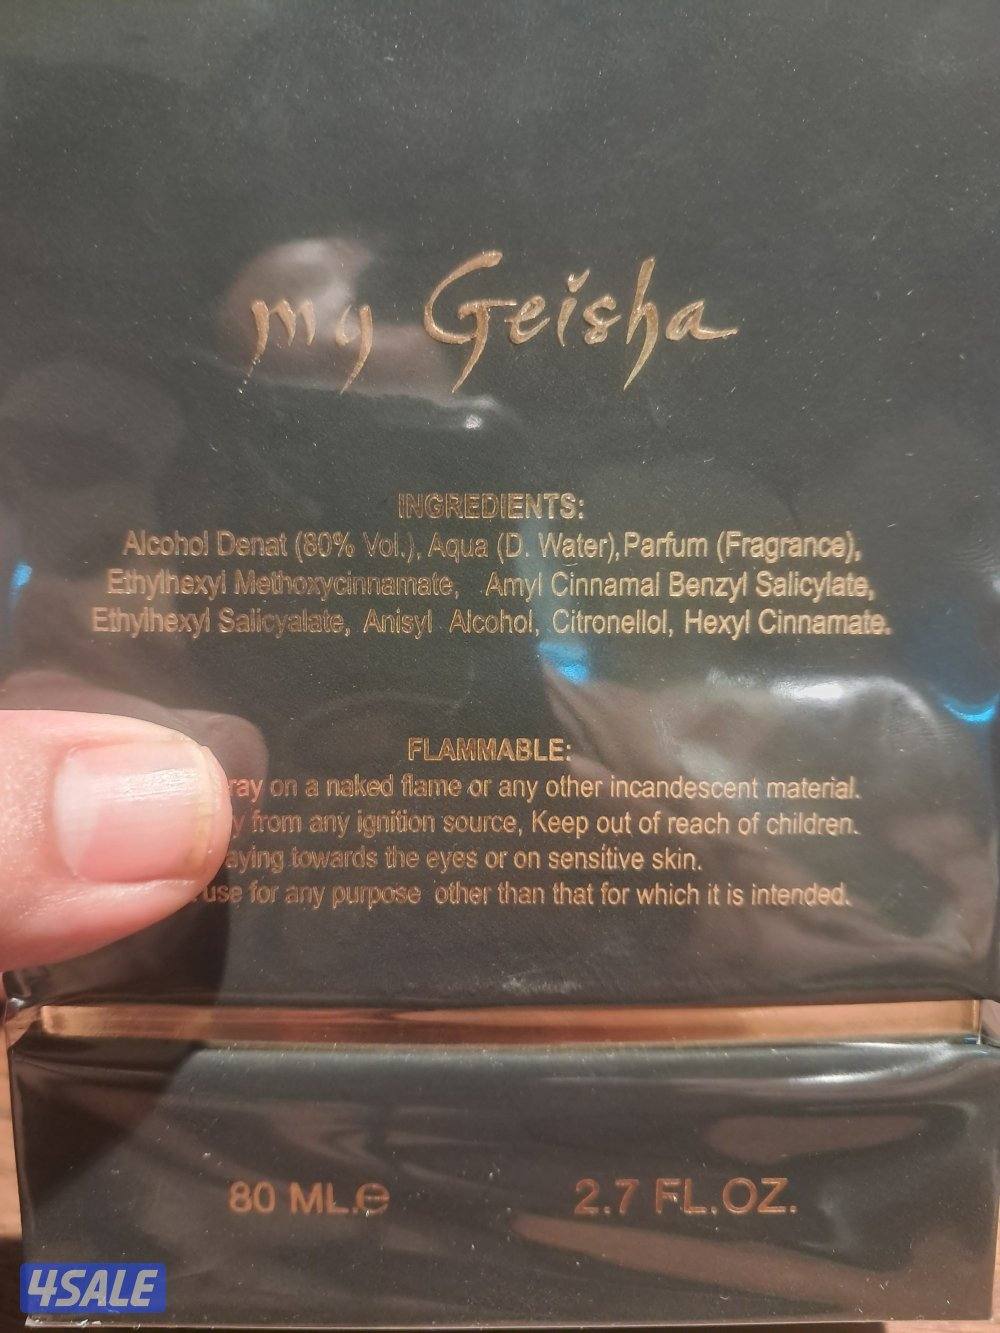 my Geisha
INGREDIENTS:
Alcohol Denat (80% Vol.), Aqua (D. Water), Parfum (Fragrance),
Ethylhexyl Methoxycinnamate, Amyl Cinnamal Benzyl Salicylate,
Ethylhexyl Salicyalate, Anisyl Alcohol, Citronellol, Hexyl Cinnamate.
FLAMMABLE:
ray on a naked flame or any other incandescent material.
y from any ignition source, Keep out of reach of children.
aying towards the eyes or on sensitive skin.
use for any purpose other than that for which it is intended.
80 ML.℮ 2.7 FL.OZ.
4SALE